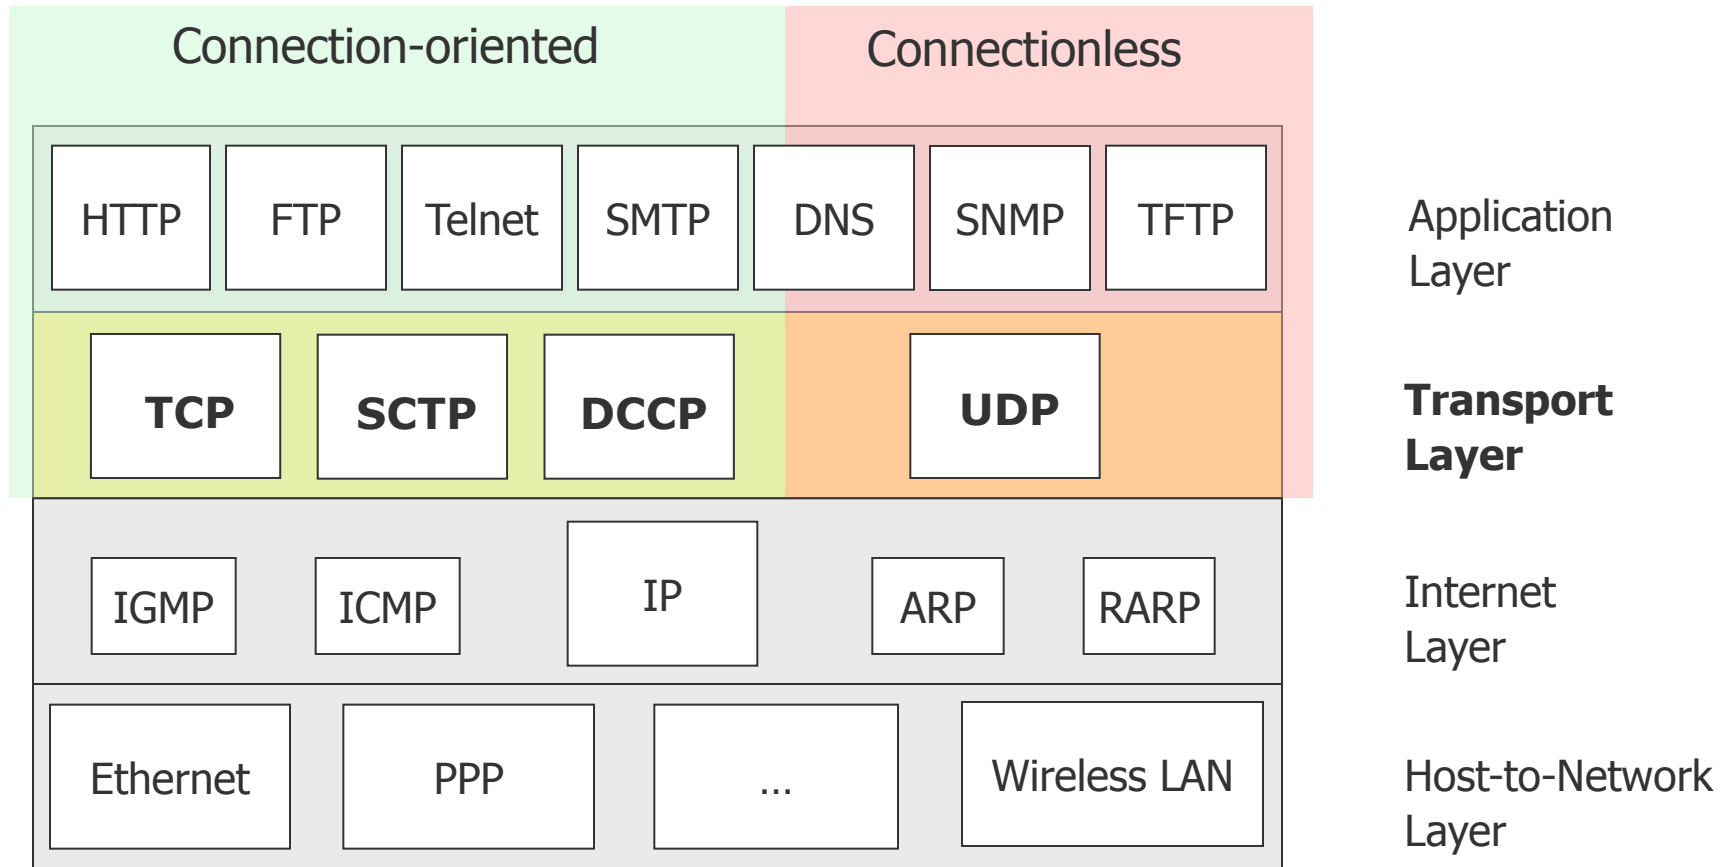 Connection-oriented
Connectionless
HTTP
FTP
Telnet
SMTP
DNS
SNMP
TFTP
Application
Layer
TCP
SCTP
DCCP
UDP
Transport
Layer
IGMP
ICMP
IP
ARP
RARP
Internet
Layer
Ethernet
PPP
...
Wireless LAN
Host-to-Network
Layer